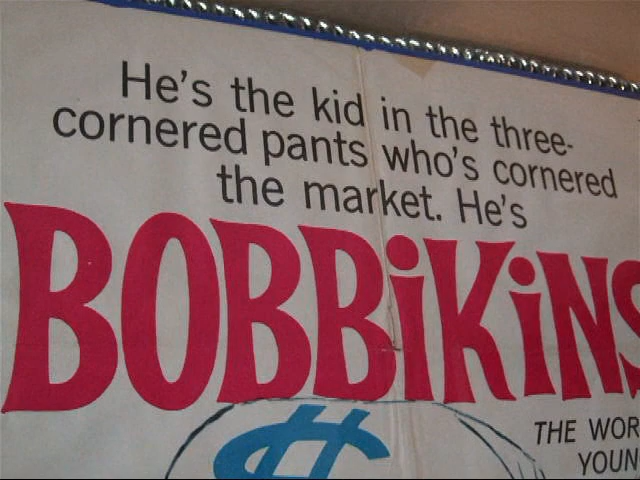 He's the kid in the three-
cornered pants who's cornered
the market. He's
BOBBiKiNS
THE WOR
YOUN